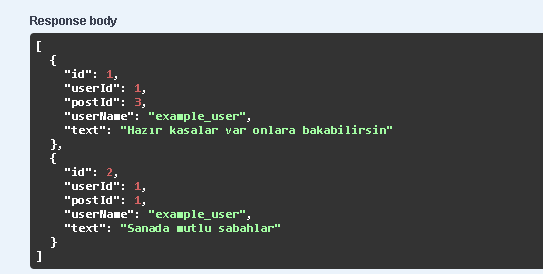 Response body
[
  {
    "id": 1,
    "userId": 1,
    "postId": 3,
    "userName": "example_user",
    "text": "Hazır kasalar var onlara bakabilirsin"
  },
  {
    "id": 2,
    "userId": 1,
    "postId": 1,
    "userName": "example_user",
    "text": "Sanada mutlu sabahlar"
  }
]